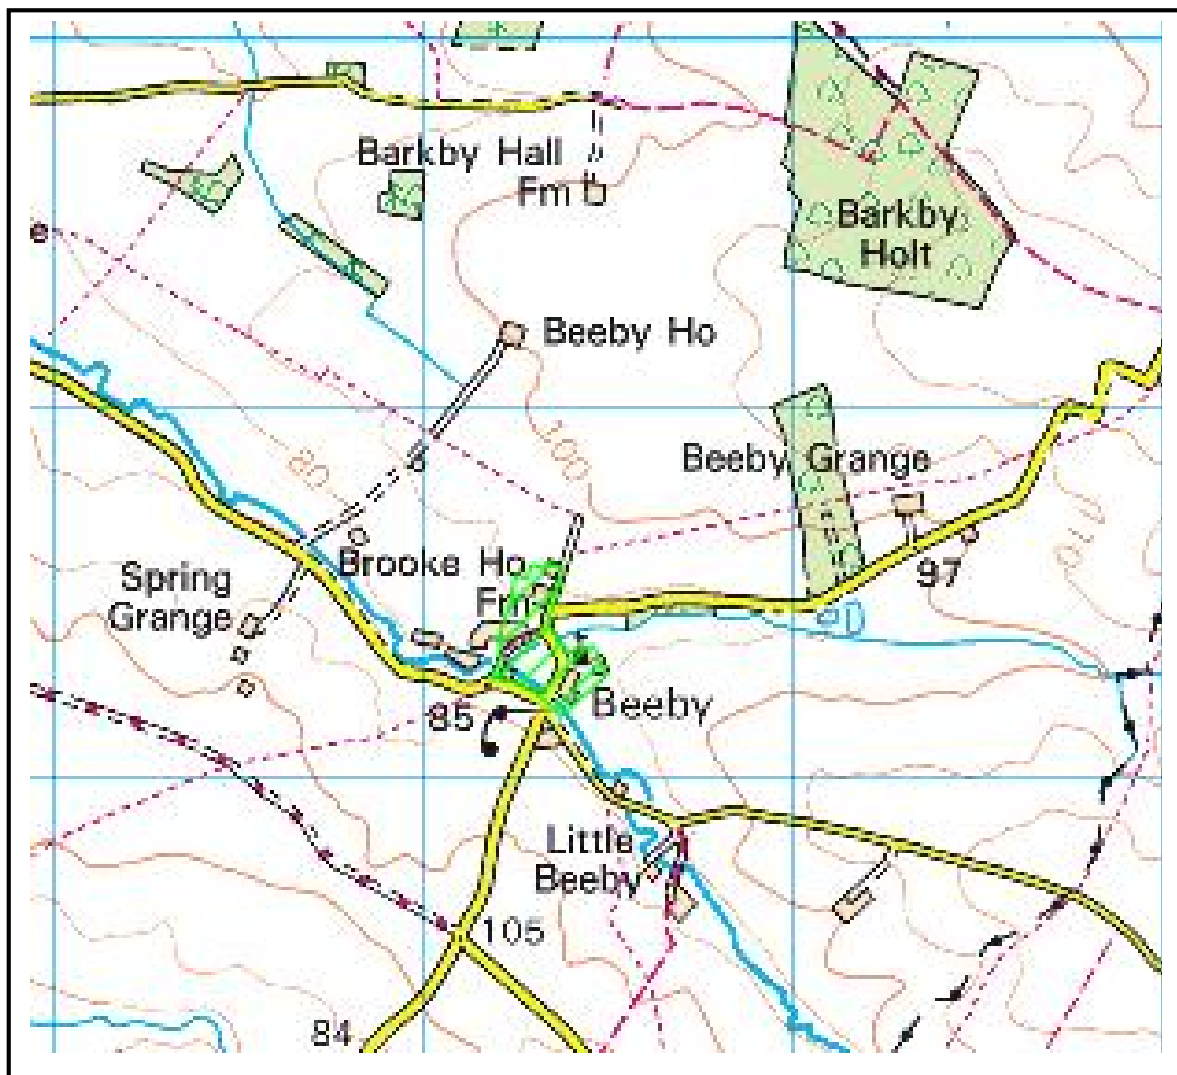 Barkby Hall
Fm
Barkby
Holt
e
Beeby Ho
100
80
Beeby Grange
Brooke Ho
Fm
97
Spring
Grange
85
Beeby
Little
Beeby
105
84